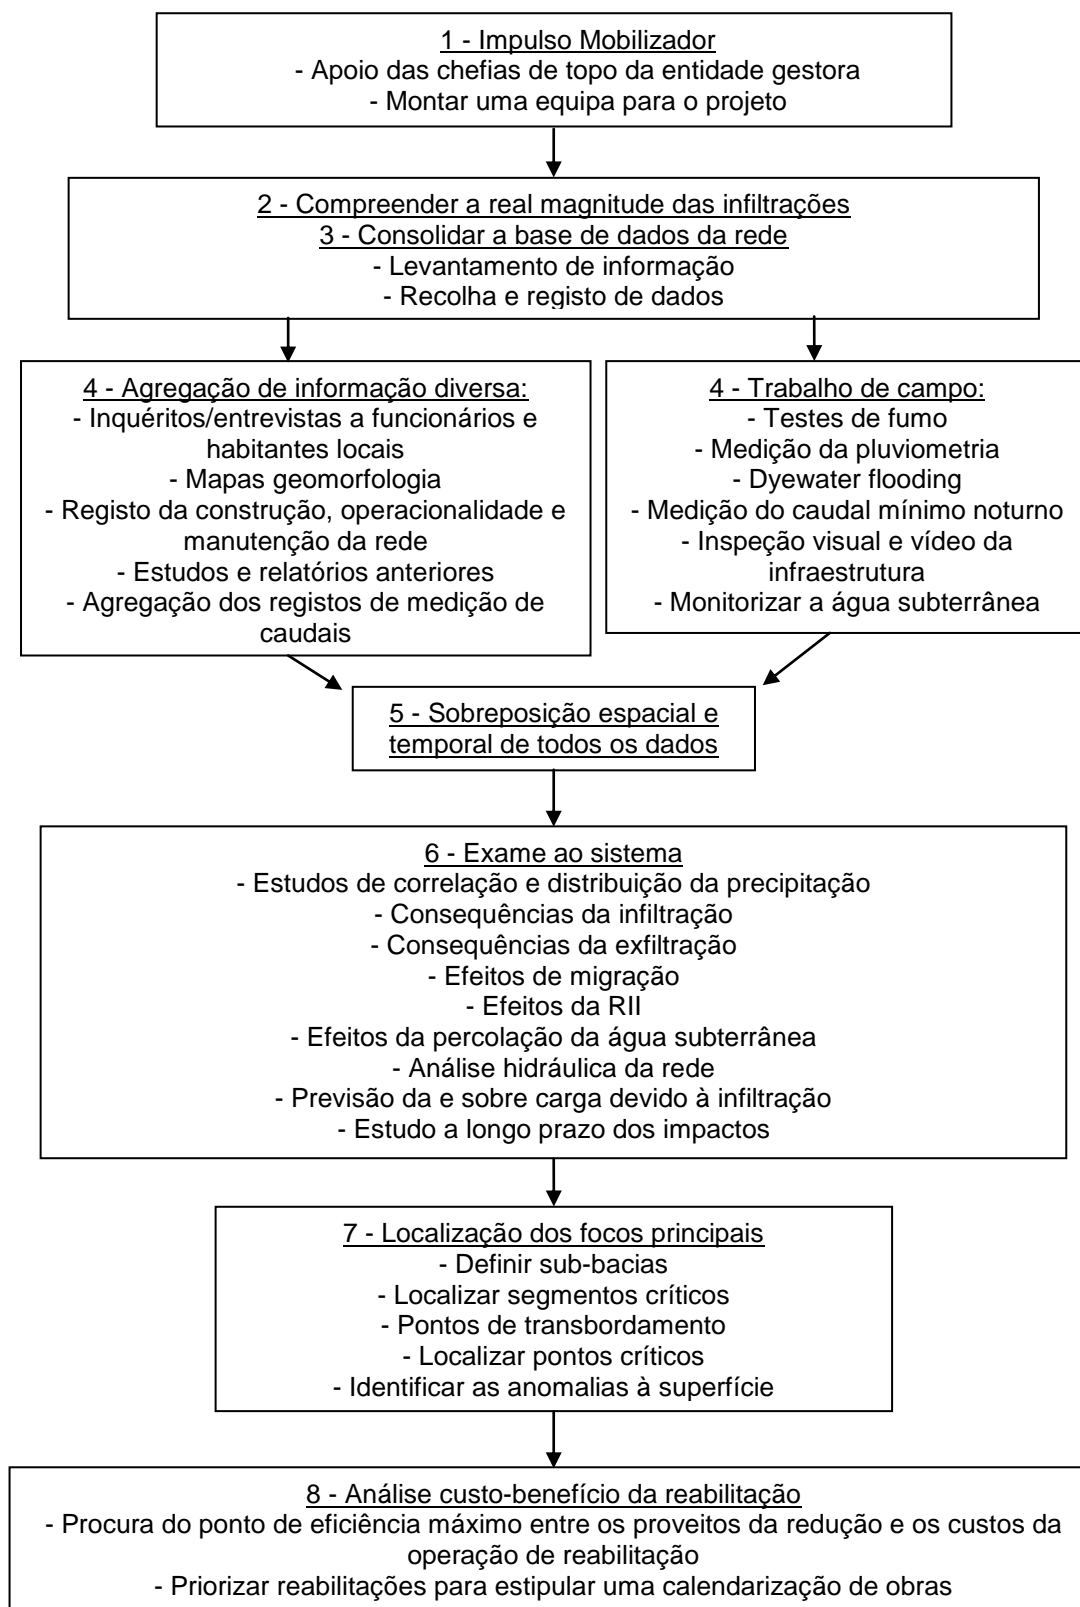 1 - Impulso Mobilizador
- Apoio das chefias de topo da entidade gestora
- Montar uma equipa para o projeto
2 - Compreender a real magnitude das infiltrações
3 - Consolidar a base de dados da rede
- Levantamento de informação
- Recolha e registo de dados
4 - Agregação de informação diversa:
- Inquéritos/entrevistas a funcionários e
habitantes locais
- Mapas geomorfologia
- Registo da construção, operacionalidade e
manutenção da rede
- Estudos e relatórios anteriores
- Agregação dos registos de medição de
caudais
4 - Trabalho de campo:
- Testes de fumo
- Medição da pluviometria
- Dyewater flooding
- Medição do caudal mínimo noturno
- Inspeção visual e vídeo da
infraestrutura
- Monitorizar a água subterrânea
5 - Sobreposição espacial e
temporal de todos os dados
6 - Exame ao sistema
- Estudos de correlação e distribuição da precipitação
- Consequências da infiltração
- Consequências da exfiltração
- Efeitos de migração
- Efeitos da RII
- Efeitos da percolação da água subterrânea
- Análise hidráulica da rede
- Previsão da e sobre carga devido à infiltração
- Estudo a longo prazo dos impactos
7 - Localização dos focos principais
- Definir sub-bacias
- Localizar segmentos críticos
- Pontos de transbordamento
- Localizar pontos críticos
- Identificar as anomalias à superfície
8 - Análise custo-benefício da reabilitação
- Procura do ponto de eficiência máximo entre os proveitos da redução e os custos da
operação de reabilitação
- Priorizar reabilitações para estipular uma calendarização de obras